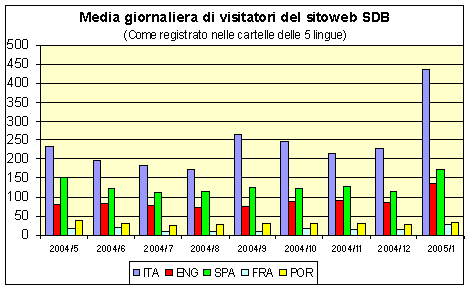 Media giornaliera di visitatori del sitoweb SDB
(Come registrato nelle cartelle delle 5 lingue)
500
450
400
350
300
250
200
150
100
50
0
2004/5 2004/6 2004/7 2004/8 2004/9 2004/10 2004/11 2004/12 2005/1
ITA ENG SPA FRA POR